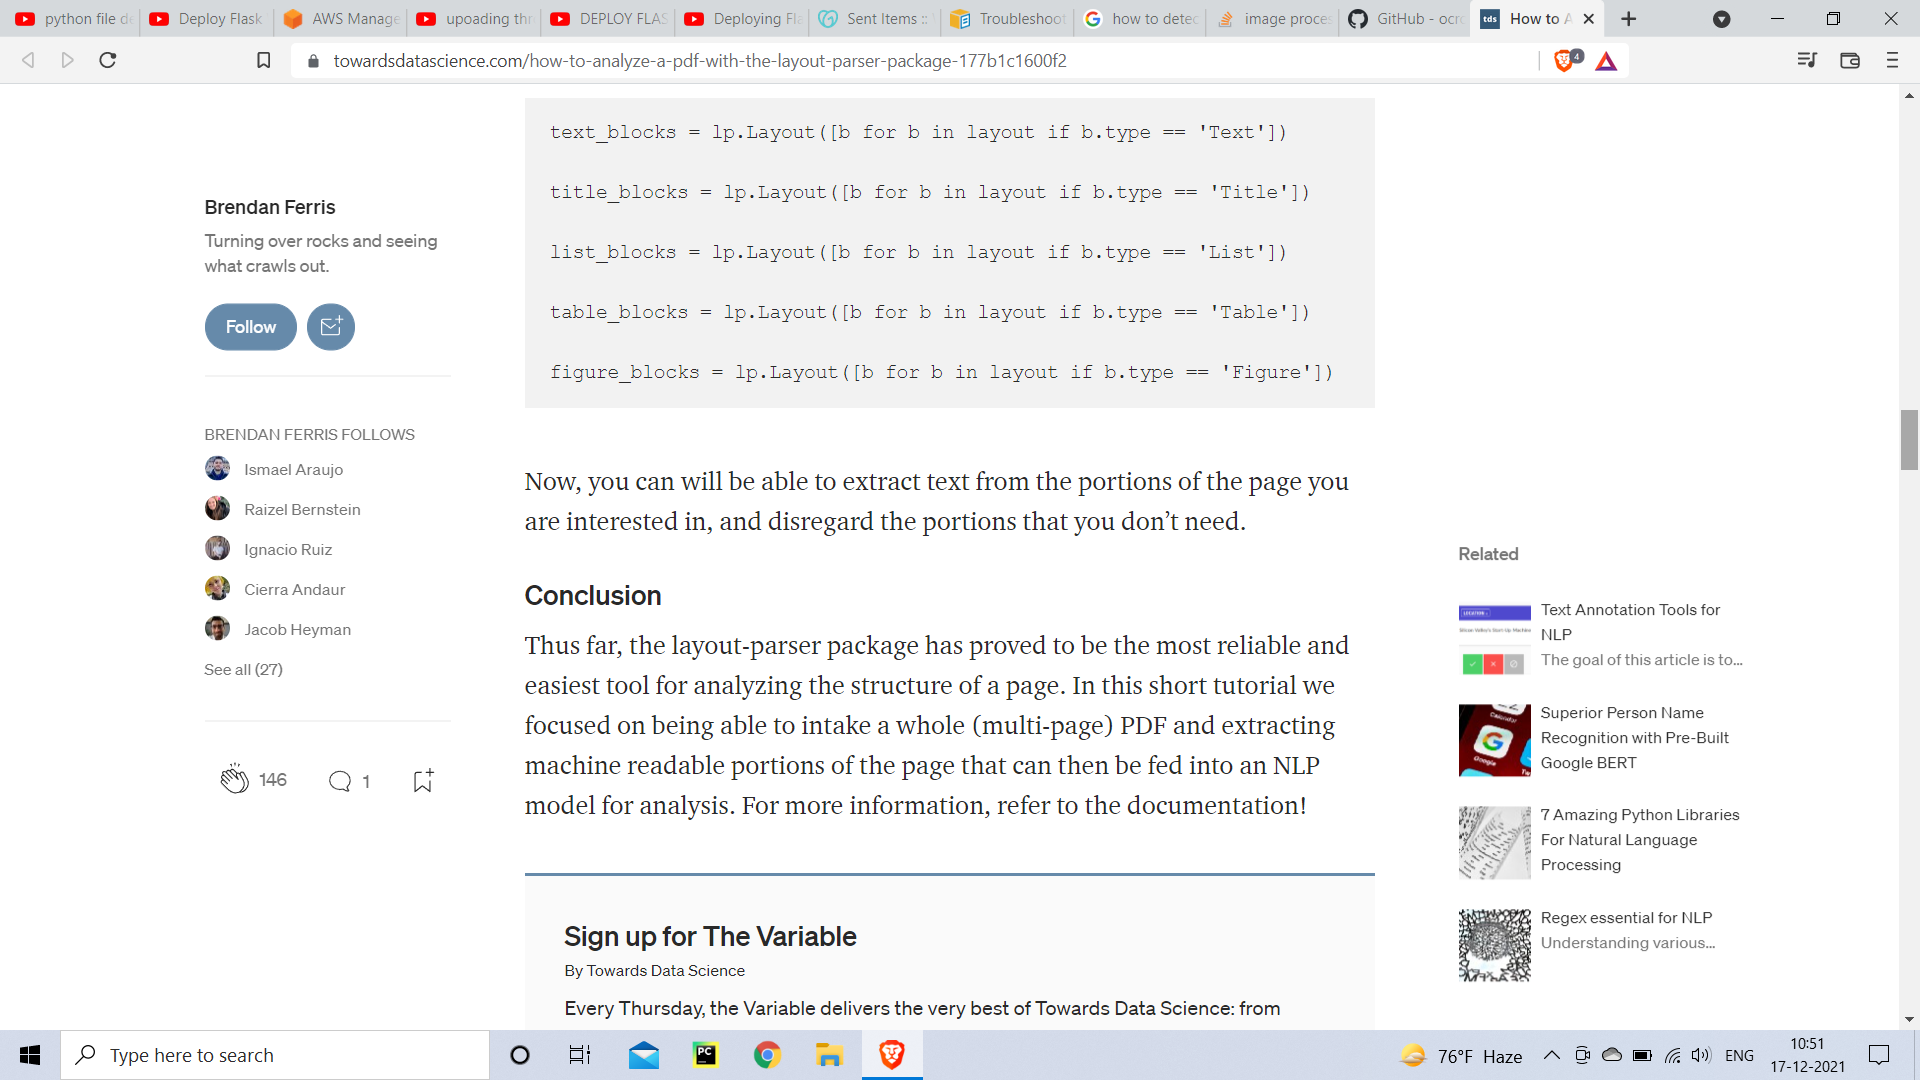 python file de
Deploy Flask
AWS Manage
upoading thr
DEPLOY FLAS
Deploying Fla
Sent Items ::
Troubleshoot
how to detec
image proces
GitHub - ocrc
tds
How to A
towardsdatascience.com/how-to-analyze-a-pdf-with-the-layout-parser-package-177b1c1600f2
4
text_blocks = lp.Layout([b for b in layout if b.type == 'Text'])
title_blocks = lp.Layout([b for b in layout if b.type == 'Title'])
list_blocks = lp.Layout([b for b in layout if b.type == 'List'])
table_blocks = lp.Layout([b for b in layout if b.type == 'Table'])
figure_blocks = lp.Layout([b for b in layout if b.type == 'Figure'])
Brendan Ferris
Turning over rocks and seeing
what crawls out.
Follow
BRENDAN FERRIS FOLLOWS
Ismael Araujo
Raizel Bernstein
Ignacio Ruiz
Cierra Andaur
Jacob Heyman
See all (27)
146
1
Now, you can will be able to extract text from the portions of the page you
are interested in, and disregard the portions that you don’t need.
Conclusion
Thus far, the layout-parser package has proved to be the most reliable and
easiest tool for analyzing the structure of a page. In this short tutorial we
focused on being able to intake a whole (multi-page) PDF and extracting
machine readable portions of the page that can then be fed into an NLP
model for analysis. For more information, refer to the documentation!
Sign up for The Variable
By Towards Data Science
Every Thursday, the Variable delivers the very best of Towards Data Science: from
Related
Text Annotation Tools for
NLP
The goal of this article is to...
Superior Person Name
Recognition with Pre-Built
Google BERT
Calendar
Google
7 Amazing Python Libraries
For Natural Language
Processing
Regex essential for NLP
Understanding various...
Type here to search
PC
76°F Haze
ENG
10:51
17-12-2021